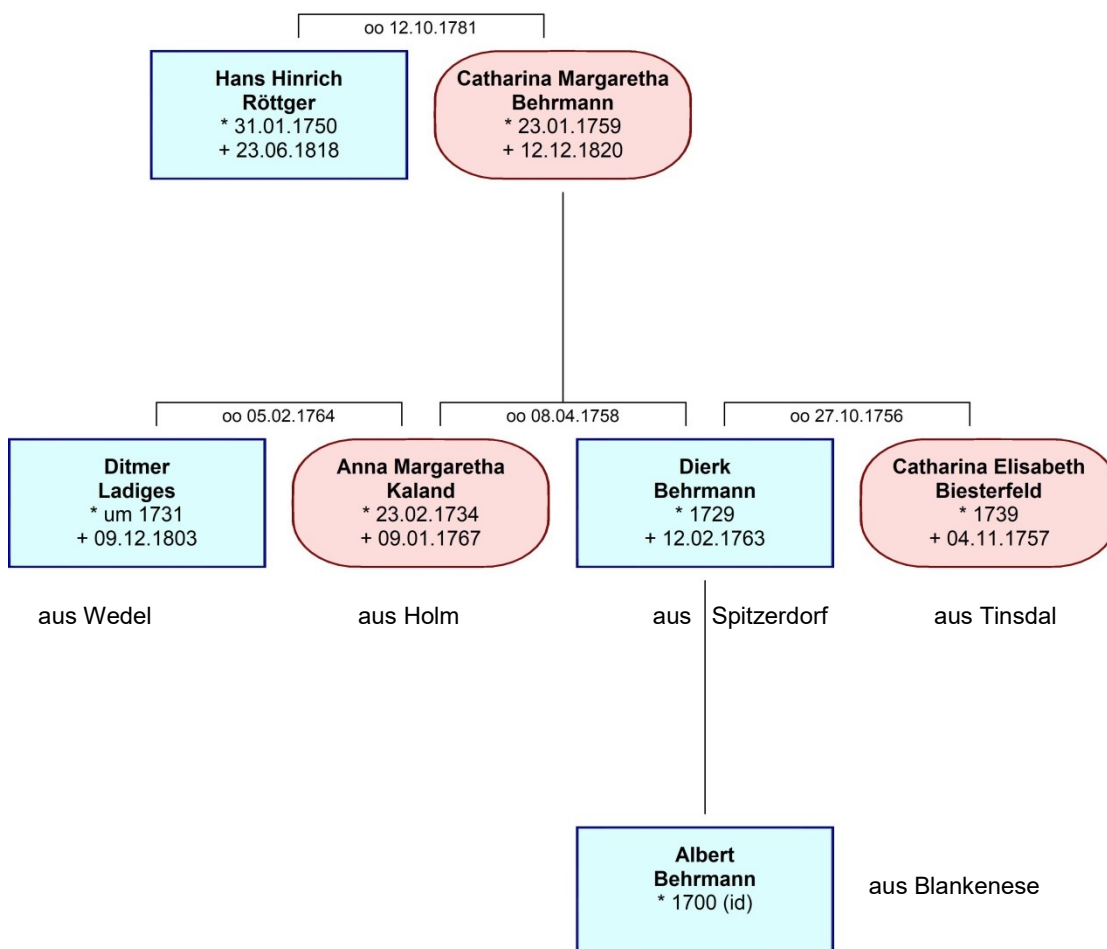 oo 12.10.1781
Hans Hinrich
Röttger
* 31.01.1750
+ 23.06.1818
Catharina Margaretha
Behrmann
* 23.01.1759
+ 12.12.1820
oo 05.02.1764
oo 08.04.1758
oo 27.10.1756
Ditmer
Ladiges
* um 1731
+ 09.12.1803
Anna Margaretha
Kaland
* 23.02.1734
+ 09.01.1767
Dierk
Behrmann
* 1729
+ 12.02.1763
Catharina Elisabeth
Biesterfeld
* 1739
+ 04.11.1757
aus Wedel
aus Holm
aus Spitzerdorf
aus Tinsdal
Albert
Behrmann
* 1700 (id)
aus Blankenese